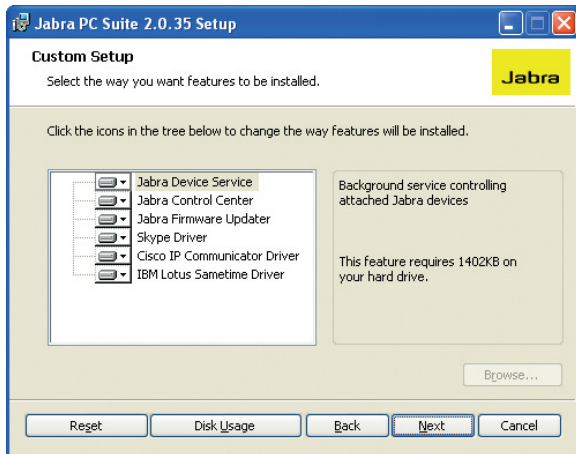 Jabra PC Suite 2.0.35 Setup
Custom Setup
Select the way you want features to be installed.
Jabra
Click the icons in the tree below to change the way features will be installed.
Jabra Device Service
Jabra Control Center
Jabra Firmware Updater
Skype Driver
Cisco IP Communicator Driver
IBM Lotus Sametime Driver
Background service controlling
attached Jabra devices
This feature requires 1402KB on
your hard drive.
Browse...
Reset
Disk Usage
Back
Next
Cancel